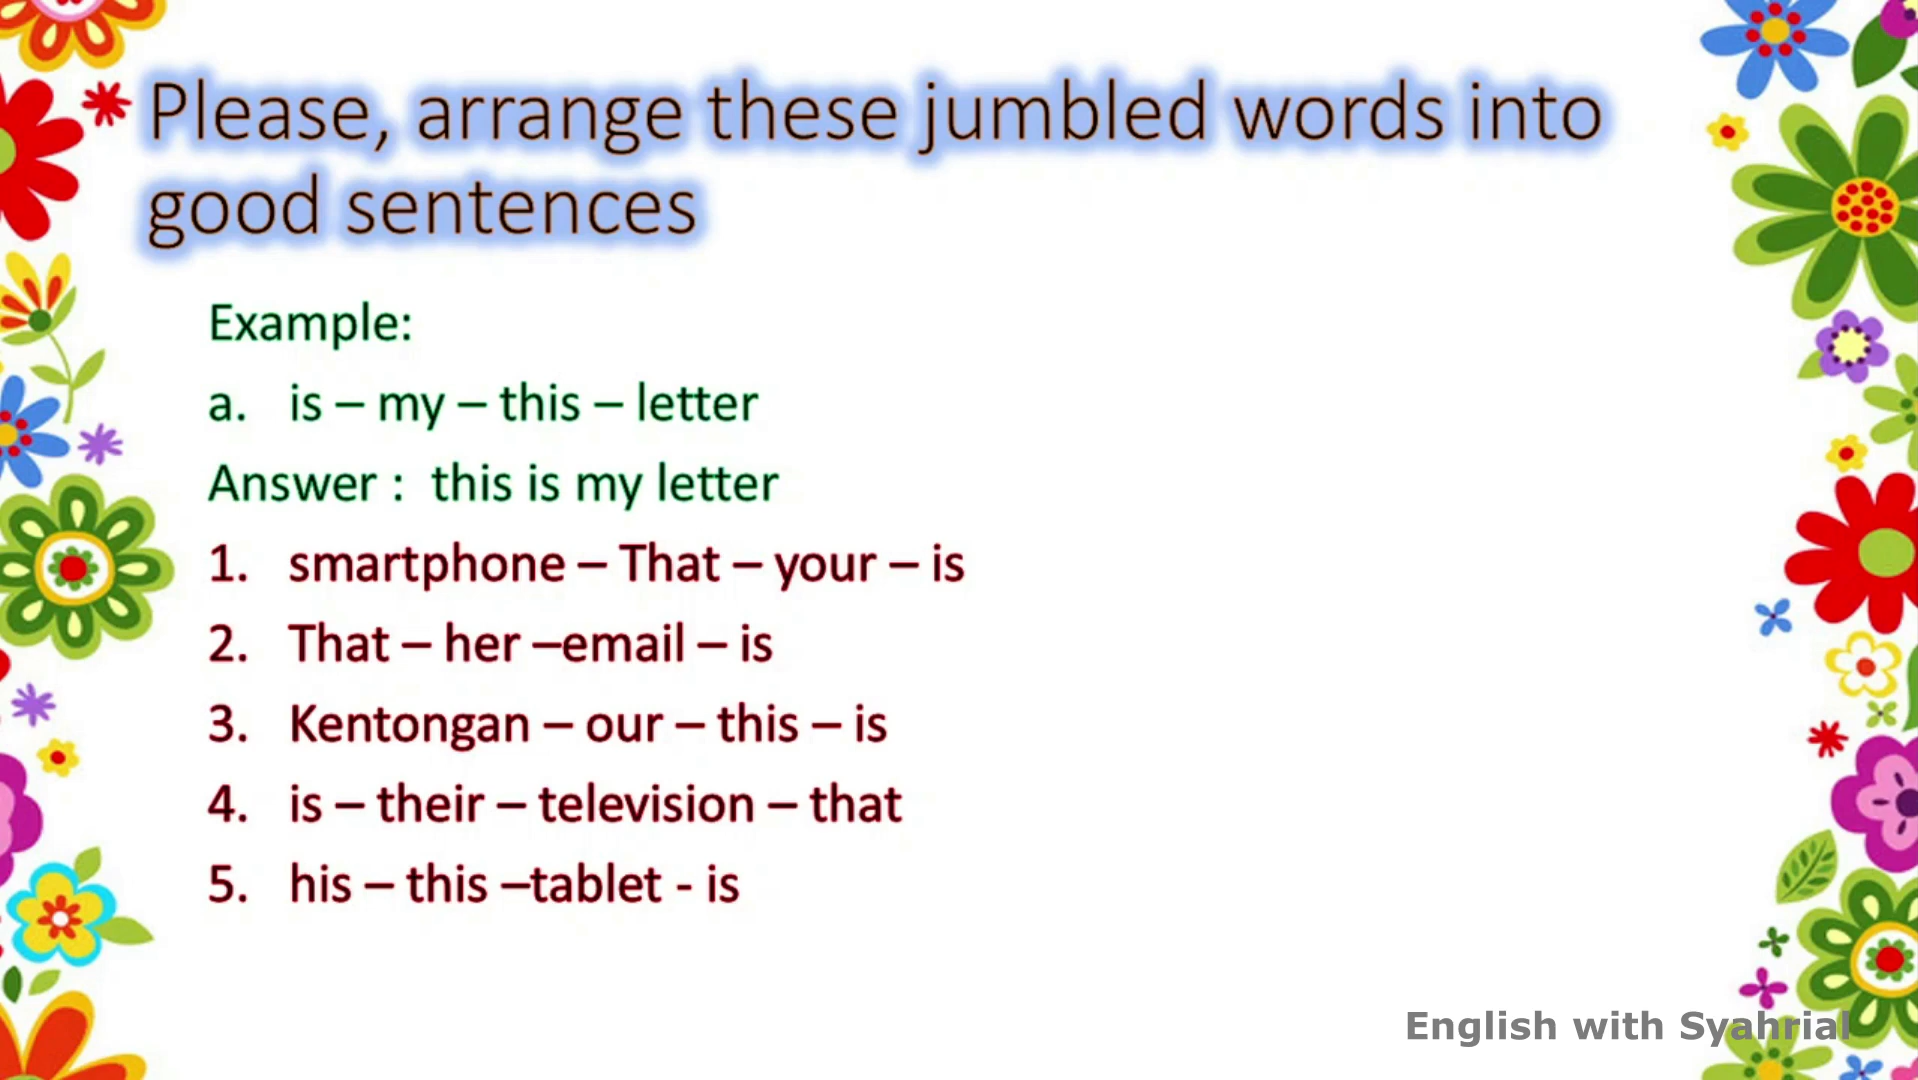 Please, arrange these jumbled words into
good sentences
Example:
a. is – my – this – letter
Answer : this is my letter
1. smartphone – That – your – is
2. That – her –email – is
3. Kentongan – our – this – is
4. is – their – television – that
5. his – this –tablet - is
English with Syahrial